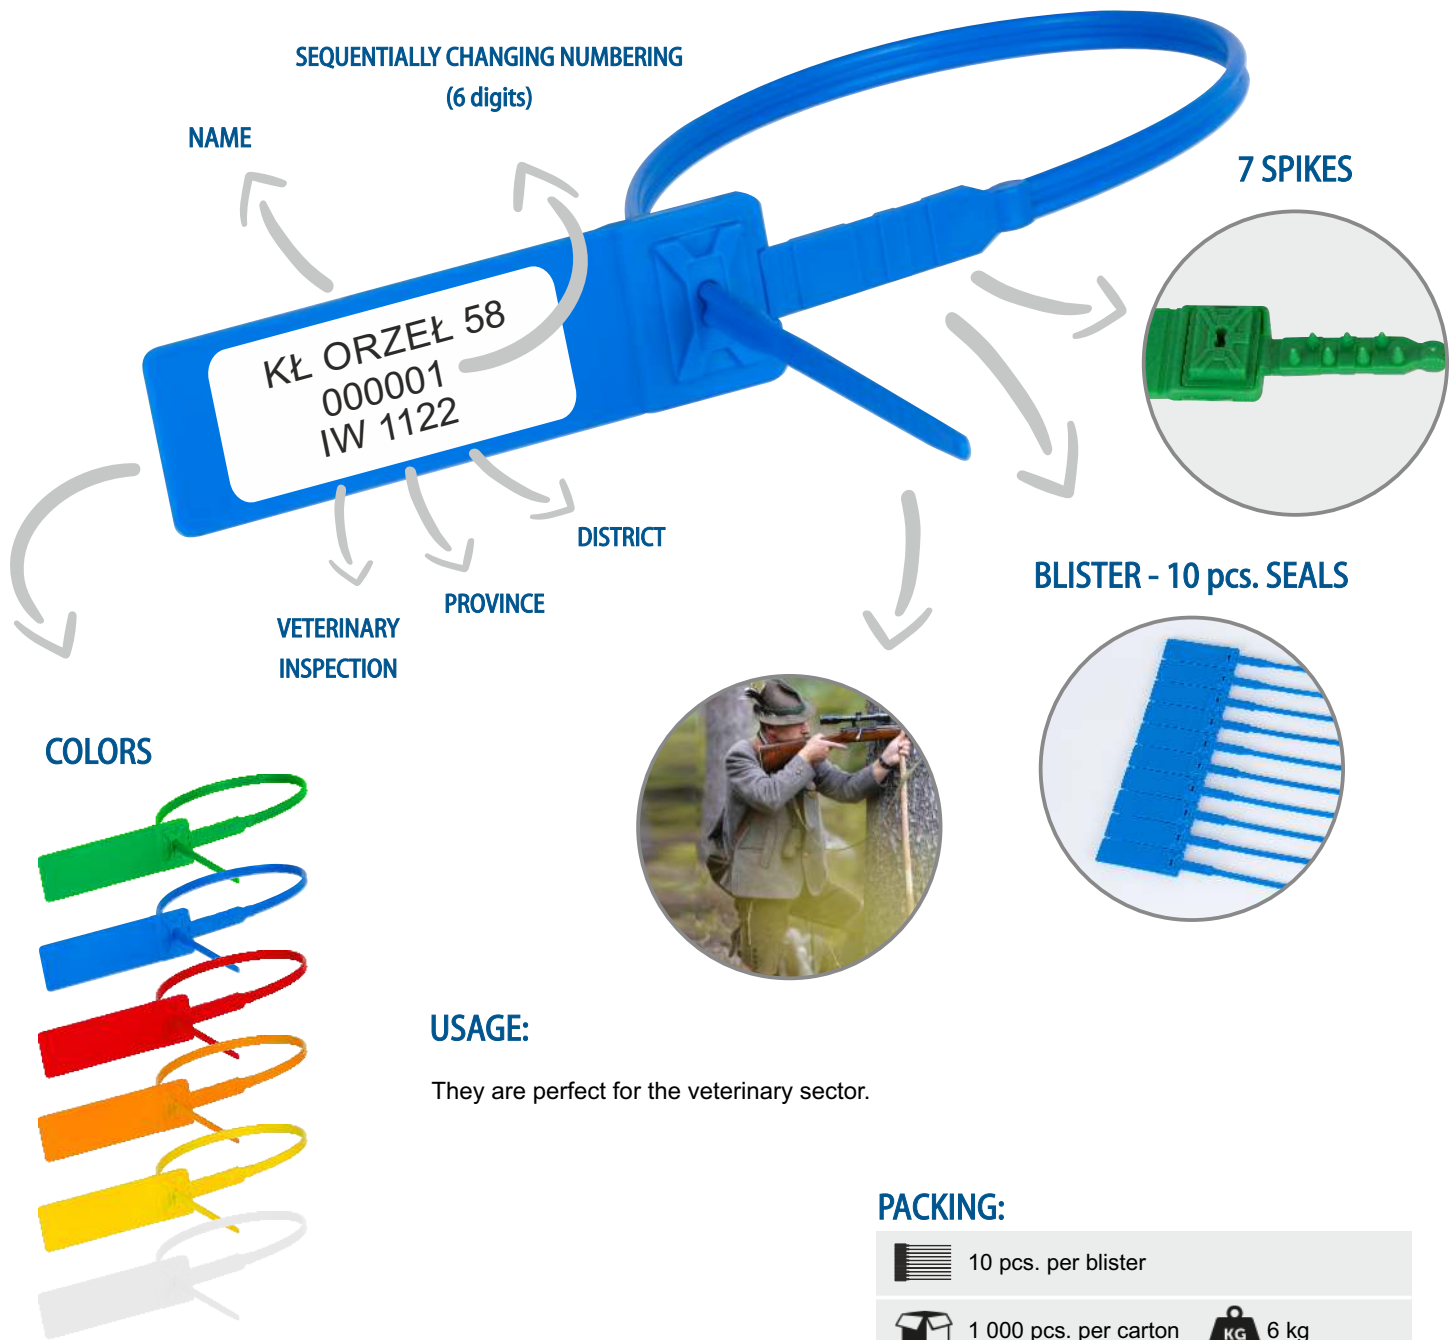 SEQUENTIALLY CHANGING NUMBERING
(6 digits)
NAME
7 SPIKES
KŁ ORZEŁ 58
000001
IW 1122
DISTRICT
BLISTER - 10 pcs. SEALS
PROVINCE
VETERINARY
INSPECTION
COLORS
USAGE:
They are perfect for the veterinary sector.
PACKING:
10 pcs. per blister
1 000 pcs. per carton
KG
6 kg